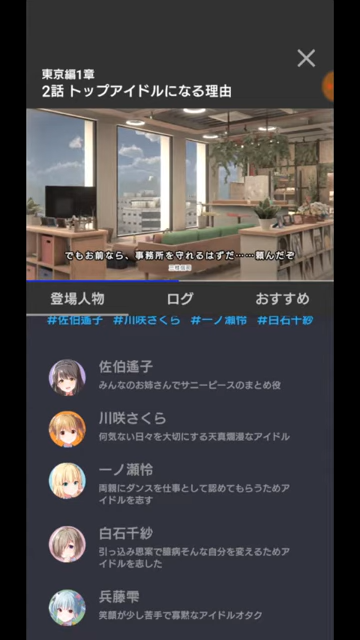 東京編1章
2話 トップアイドルになる理由
でもお前なら、事務所を守れるはずだ……頼んだぞ
登場人物
ログ
おすすめ
#佐伯遙子 #川咲さくら #一ノ瀬怜 #白石千紗
佐伯遙子
みんなのお姉さんでサニーピースのまとめ役
川咲さくら
何気ない日々を大切にする天真爛漫なアイドル
一ノ瀬怜
両親にダンスを仕事として認めてもらうためア
イドルを志す
白石千紗
引っ込み思案で臆病そんな自分を変えるためア
イドルを志した
兵藤雫
笑顔が少し苦手で寡黙なアイドルオタク